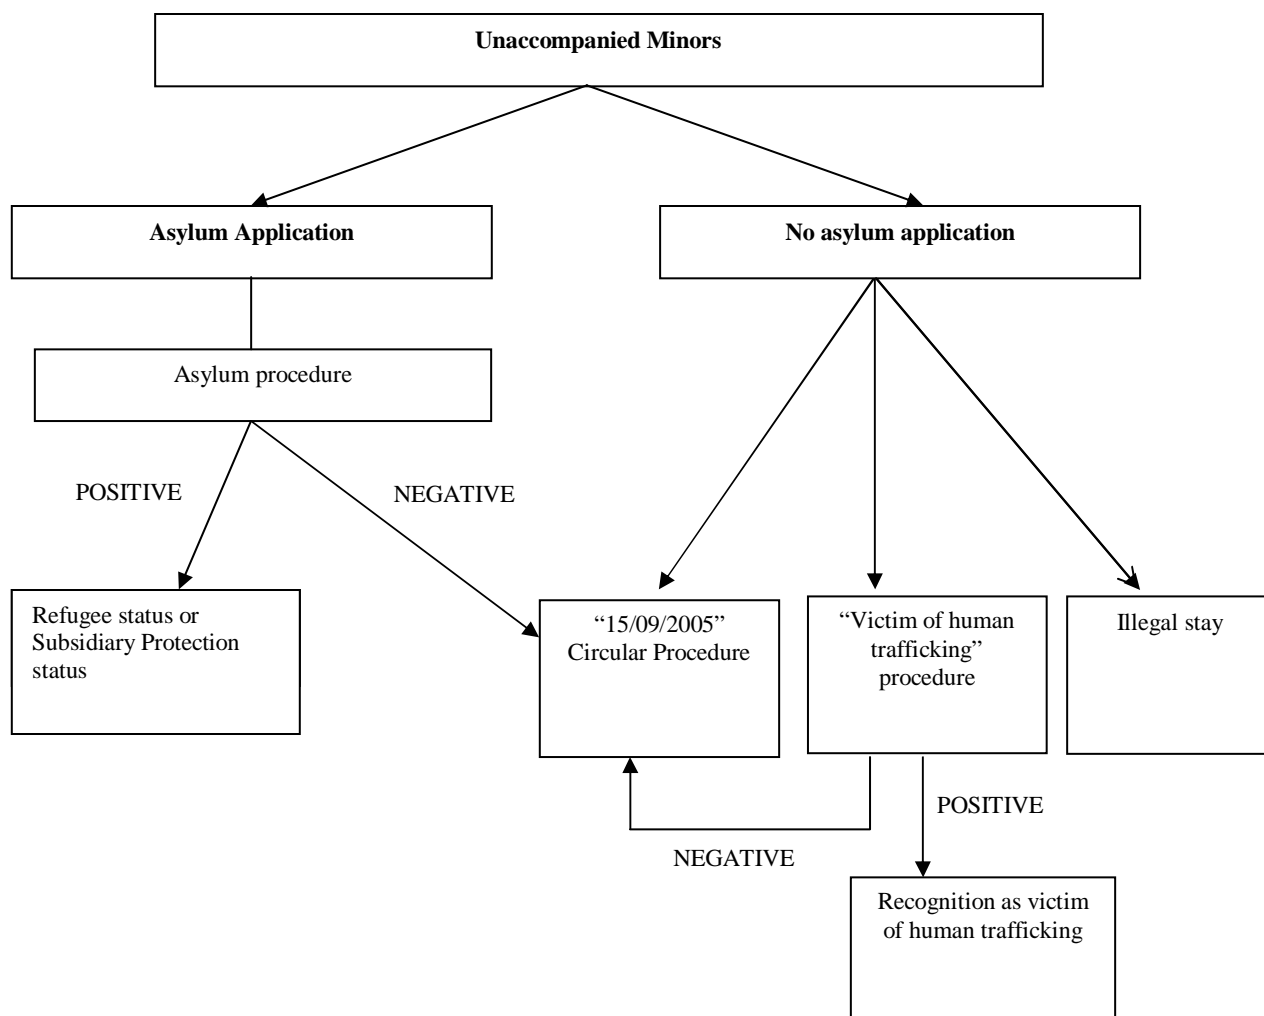 Unaccompanied Minors
Asylum Application
No asylum application
Asylum procedure
POSITIVE
NEGATIVE
Refugee status or
Subsidiary Protection
status
“15/09/2005”
Circular Procedure
“Victim of human
trafficking”
procedure
Illegal stay
POSITIVE
NEGATIVE
Recognition as victim
of human trafficking